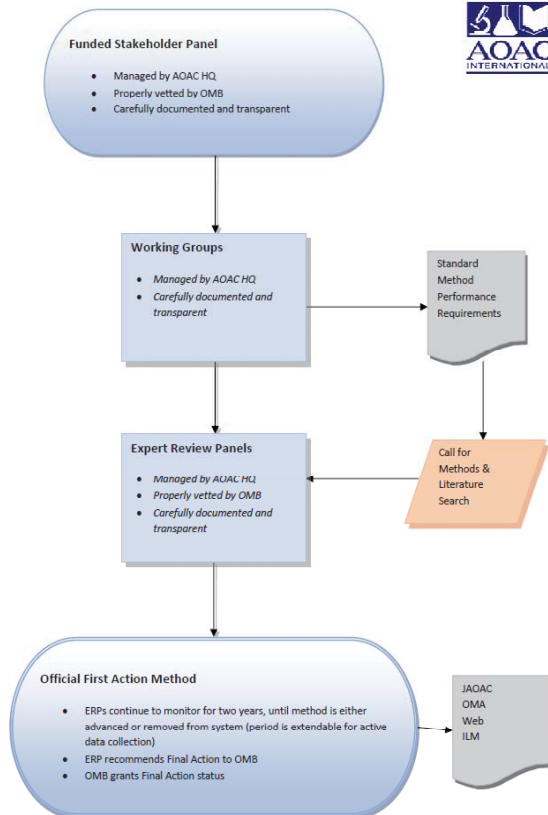 AOAC
INTERNATIONAL
Funded Stakeholder Panel
• Managed by AOAC HQ
• Properly vetted by OMB
• Carefully documented and transparent
Working Groups
• Managed by AOAC HQ
• Carefully documented and
transparent
Standard
Method
Performance
Requirements
Expert Review Panels
• Managed by AOAC HQ
• Properly vetted by OMB
• Carefully documented and
transparent
Call for
Methods &
Literature
Search
Official First Action Method
• ERPs continue to monitor for two years, until method is either
advanced or removed from system (period is extendable for active
data collection)
• ERP recommends Final Action to OMB
• OMB grants Final Action status
JAOAC
OMA
Web
ILM